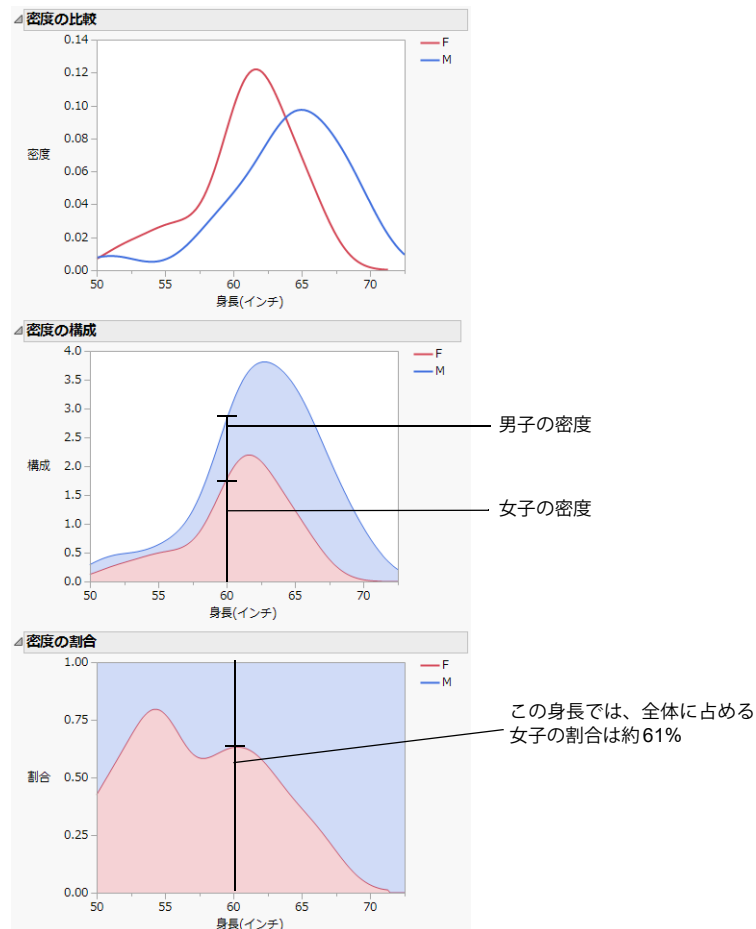 密度の比較
0.14
0.12
0.10
0.08
0.06
0.04
0.02
0.00
密度
50 55 60 65 70
身長(インチ)
F
M
密度の構成
4.0
3.5
3.0
2.5
2.0
1.5
1.0
0.5
0.0
構成
50 55 60 65 70
身長(インチ)
F
M
男子の密度
女子の密度
密度の割合
1.00
0.75
0.50
0.25
0.00
割合
50 55 60 65 70
身長(インチ)
F
M
この身長では、全体に占める
女子の割合は約61%